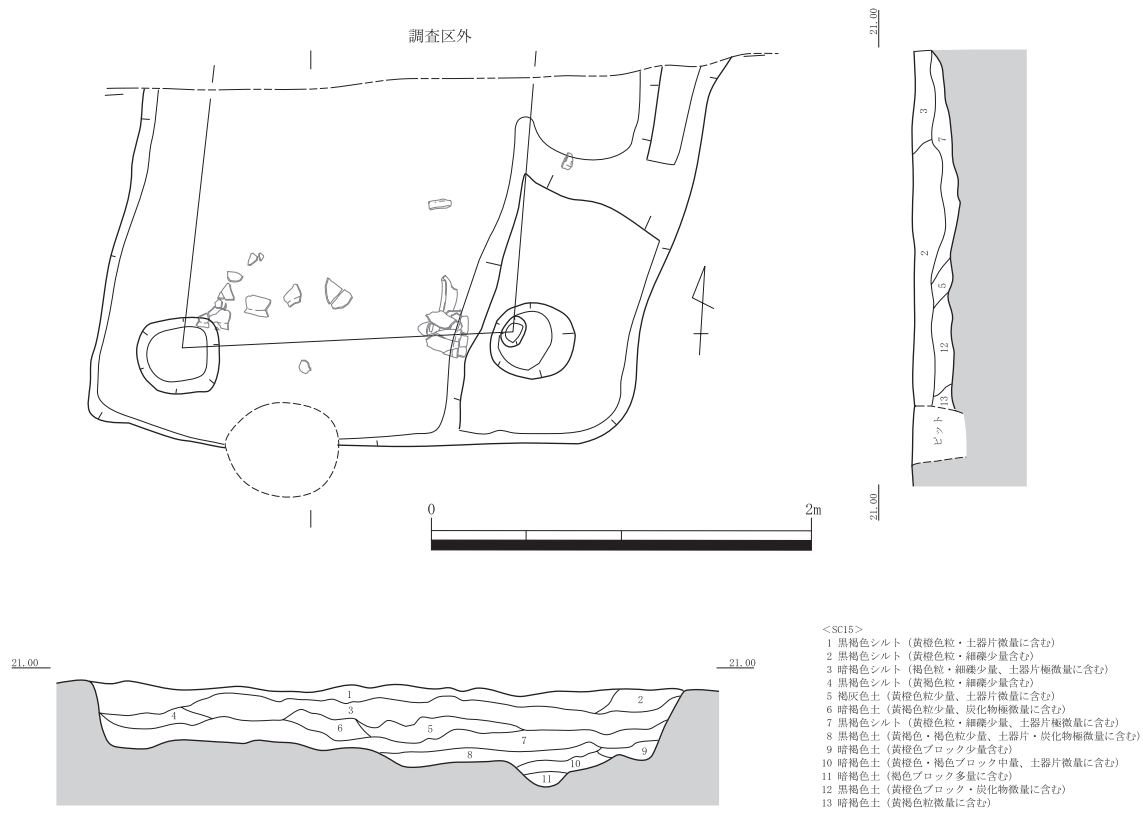 調査区外
21.00
3
7
2
5
12
13
ピット
21.00
0 2m
21.00
21.00
1
2
3
4
6
5
7
8
9
10
11
＜SC15＞
1 黒褐色シルト（黄橙色粒・土器片微量に含む）
2 黒褐色シルト（黄橙色粒・細礫少量含む）
3 暗褐色シルト（褐色粒・細礫少量、土器片極微量に含む）
4 黒褐色シルト（黄褐色粒・細礫少量含む）
5 褐灰色土（黄橙色粒少量、土器片微量に含む）
6 暗褐色土（黄褐色粒少量、炭化物極微量に含む）
7 黒褐色シルト（黄橙色粒・細礫少量、土器片極微量に含む）
8 黒褐色土（黄褐色・褐色粒少量、土器片・炭化物極微量に含む）
9 暗褐色土（黄橙色ブロック少量含む）
10 暗褐色土（黄橙色・褐色ブロック中量、土器片微量に含む）
11 暗褐色土（褐色ブロック多量に含む）
12 黒褐色土（黄橙色ブロック・炭化物微量に含む）
13 暗褐色土（黄褐色粒微量に含む）